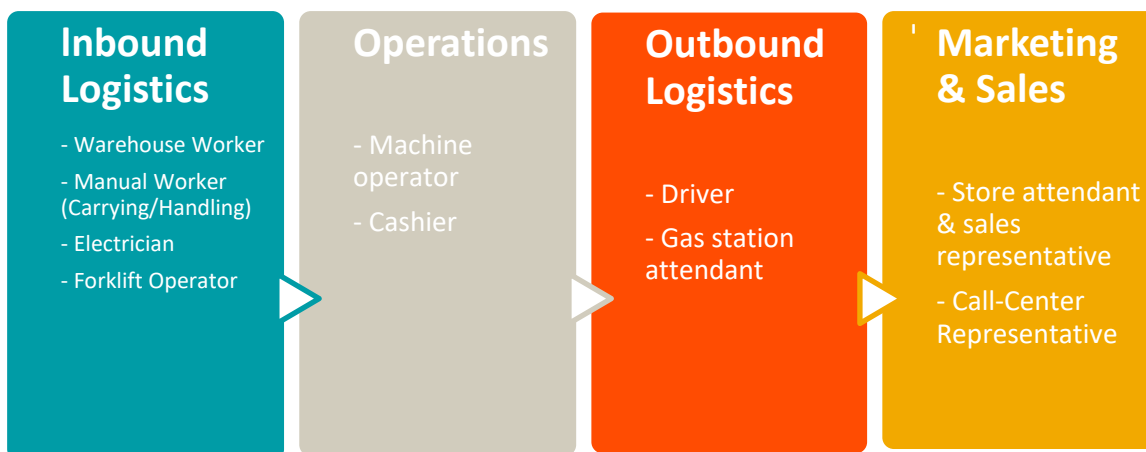 Inbound
Logistics
- Warehouse Worker
- Manual Worker
(Carrying/Handling)
- Electrician
- Forklift Operator
Operations
- Machine
operator
- Cashier
Outbound
Logistics
- Driver
- Gas station
attendant
' Marketing
& Sales
- Store attendant
& sales
representative
- Call-Center
Representative